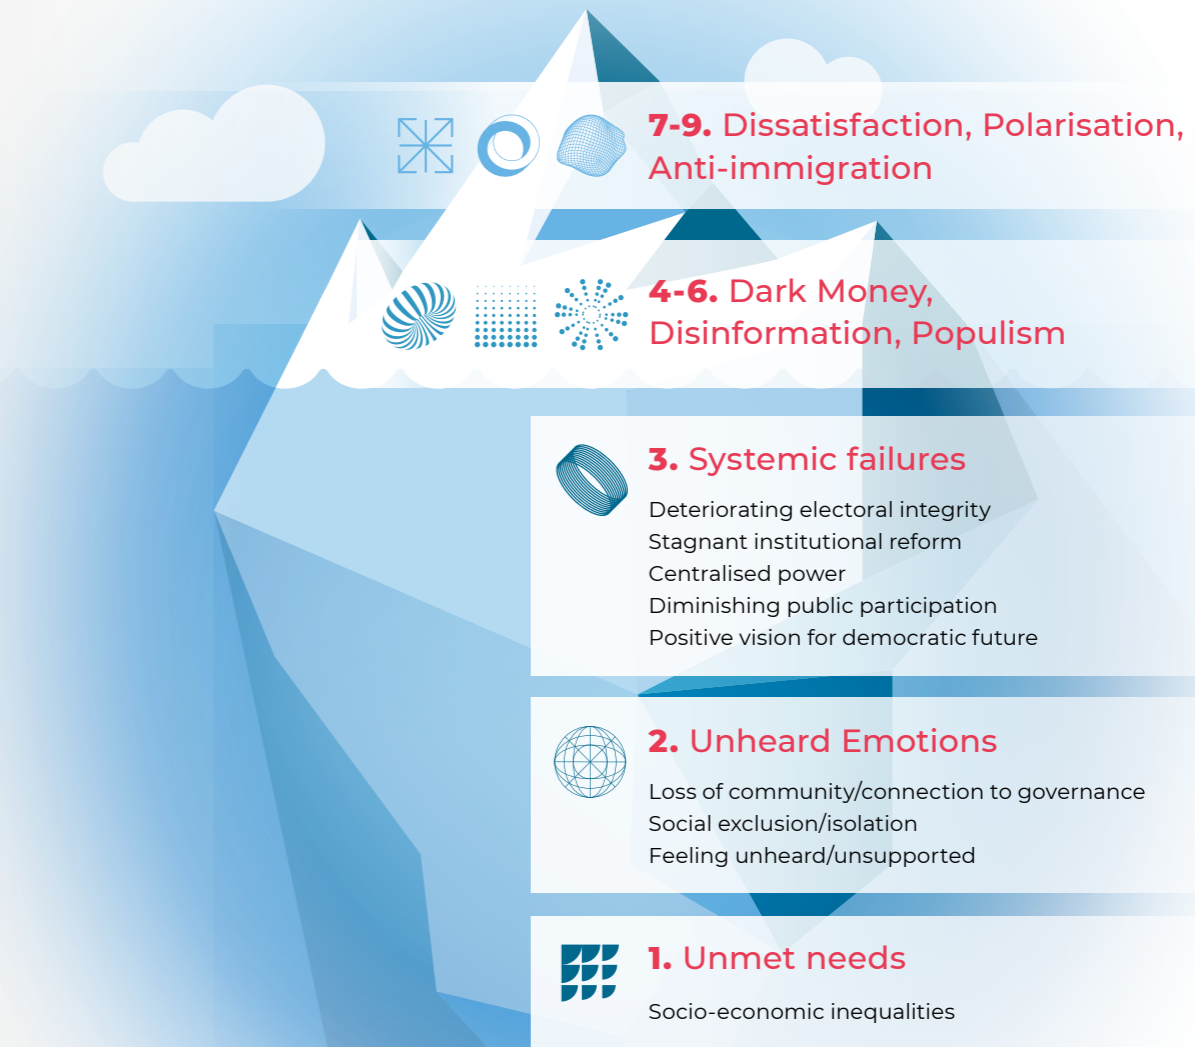 7-9. Dissatisfaction, Polarisation,
Anti-immigration
4-6. Dark Money,
Disinformation, Populism
3. Systemic failures
Deteriorating electoral integrity
Stagnant institutional reform
Centralised power
Diminishing public participation
Positive vision for democratic future
2. Unheard Emotions
Loss of community/connection to governance
Social exclusion/isolation
Feeling unheard/unsupported
1. Unmet needs
Socio-economic inequalities